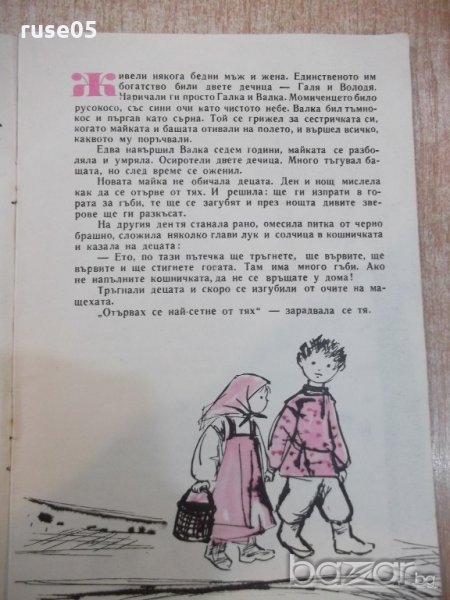 ruse05
Живели някога бедни мъж и жена. Единственото им
богатство били двете дечица — Галя и Володя.
Наричали ги просто Галка и Валка. Момиченцето било
русокосо, със сини очи като чистото небе. Валка бил тъмно-
кос и пъргав като сърна. Той се грижел за сестричката си,
когато майката и бащата отивали на полето, и вършел всичко,
каквото му поръчвали.
Едва навършил Валка седем години, майката се разбо-
ляла и умряла. Осиротели двете дечица. Много тъгувал ба-
щата, но след време се оженил.
Новата майка не обичала децата. Ден и нощ мислела
как да се отърве от тях. И решила: ще ги изпрати в го-
рата за гъби, те ще се загубят и през нощта дивите зве-
рове ще ги разкъсат.
На другия ден тя станала рано, омесила питка от черно
брашно, сложила няколко глави лук и солчица в кошничката
и казала на децата:
— Ето, по тази пътечка ще тръгнете, ще вървите, ще
вървите и ще стигнете гогата. Там има много гъби. Ако
не напълните кошничката, да не се връщате у дома!
Тръгнали децата и скоро се изгубили от очите на ма-
щехата.
„Отървах се най-сетне от тях“ — зарадвала се тя.
bazar.bg